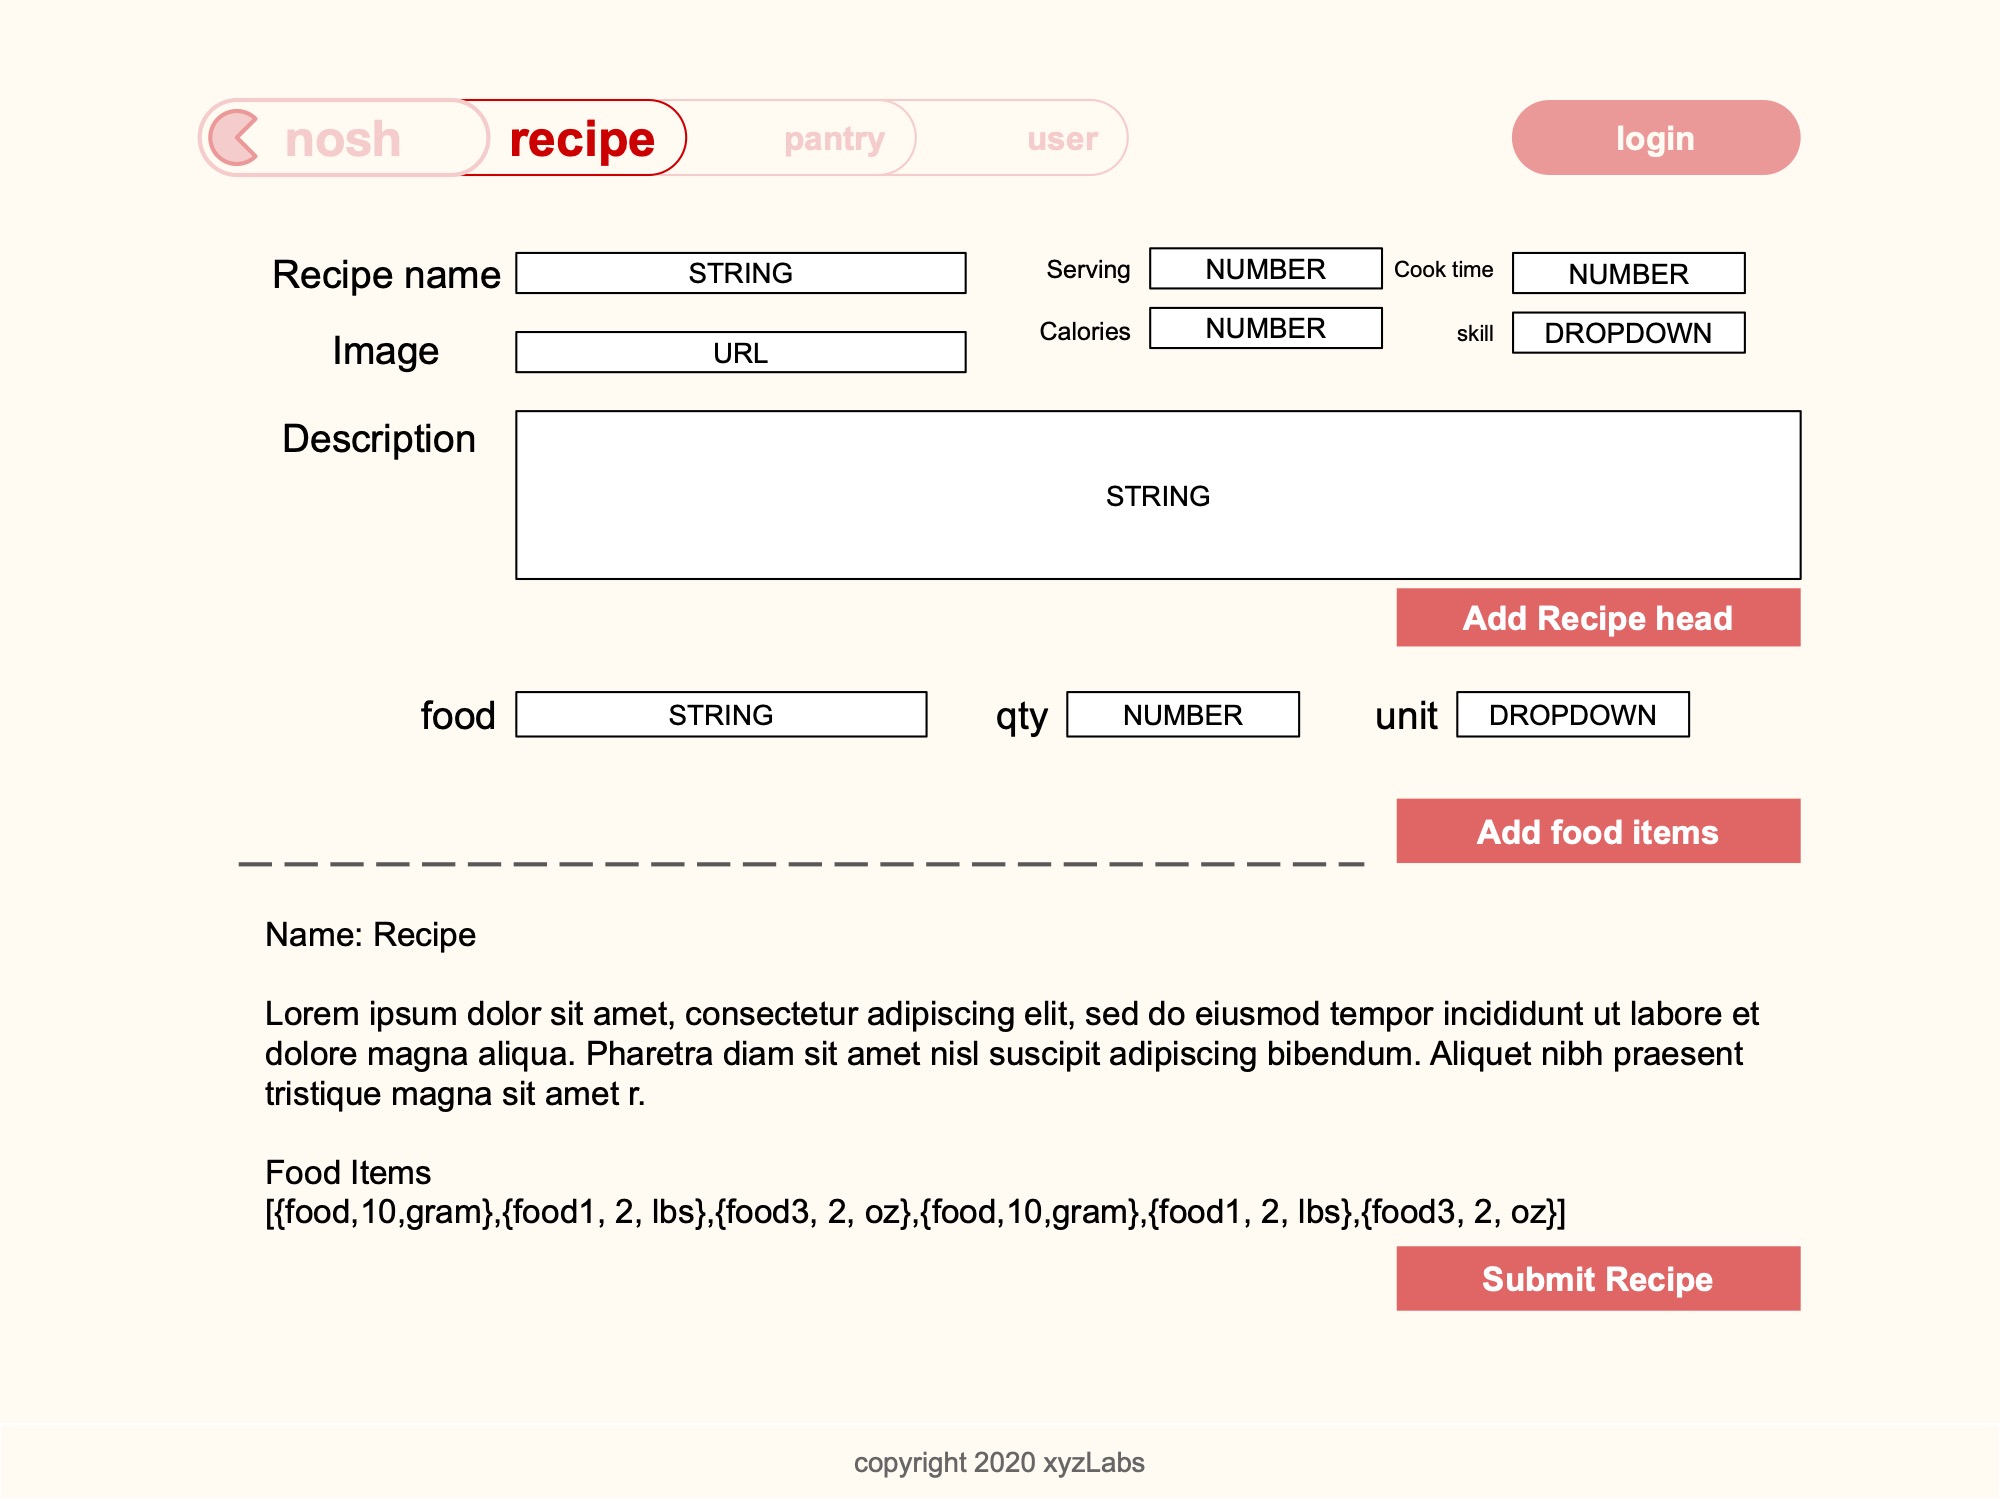 nosh recipe pantry user login
Recipe name STRING Serving NUMBER Cook time NUMBER
Image URL Calories NUMBER skill DROPDOWN
Description STRING
Add Recipe head
food STRING qty NUMBER unit DROPDOWN
Add food items
Name: Recipe
Lorem ipsum dolor sit amet, consectetur adipiscing elit, sed do eiusmod tempor incididunt ut labore et
dolore magna aliqua. Pharetra diam sit amet nisl suscipit adipiscing bibendum. Aliquet nibh praesent
tristique magna sit amet r.
Food Items
[{food,10,gram},{food1, 2, lbs},{food3, 2, oz},{food,10,gram},{food1, 2, lbs},{food3, 2, oz}]
Submit Recipe
copyright 2020 xyzLabs